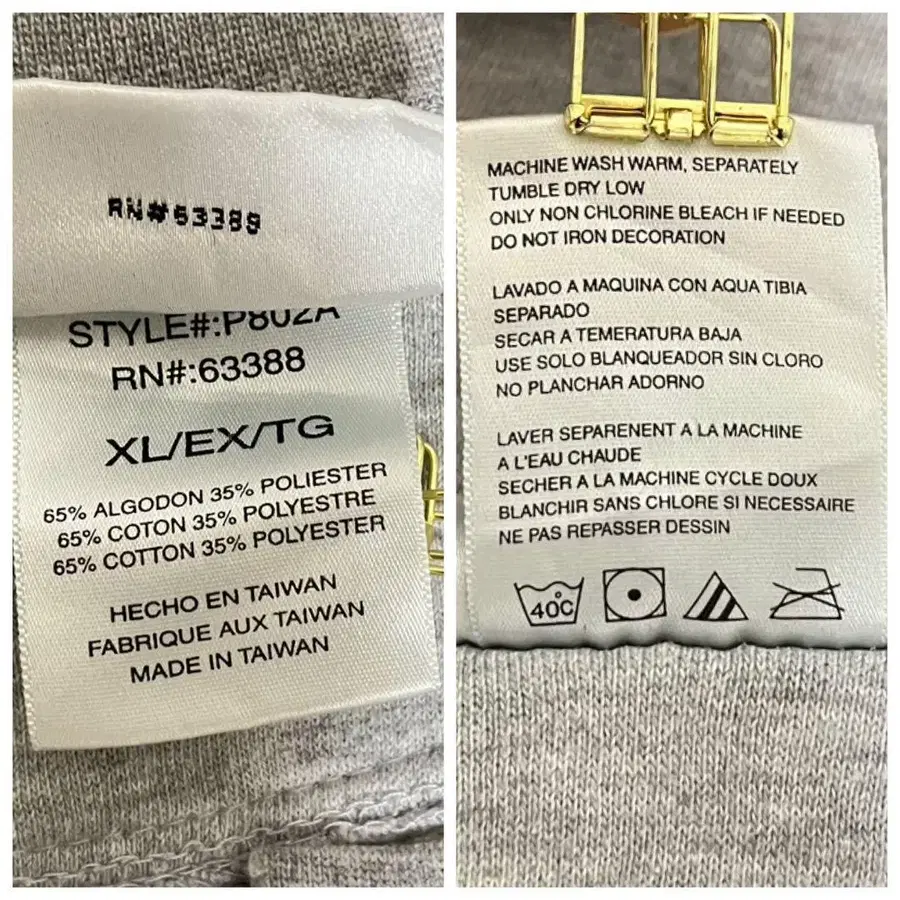 RN#63389
STYLE#:P802A
RN#:63388
XL/EX/TG
65% ALGODON 35% POLIESTER
65% COTON 35% POLYESTRE
65% COTTON 35% POLYESTER
HECHO EN TAIWAN
FABRIQUE AUX TAIWAN
MADE IN TAIWAN
MACHINE WASH WARM, SEPARATELY
TUMBLE DRY LOW
ONLY NON CHLORINE BLEACH IF NEEDED
DO NOT IRON DECORATION
LAVADO A MAQUINA CON AQUA TIBIA
SEPARADO
SECAR A TEMERATURA BAJA
USE SOLO BLANQUEADOR SIN CLORO
NO PLANCHAR ADORNO
LAVER SEPARENENT A LA MACHINE
A L'EAU CHAUDE
SECHER A LA MACHINE CYCLE DOUX
BLANCHIR SANS CHLORE SI NECESSAIRE
NE PAS REPASSER DESSIN
40°C